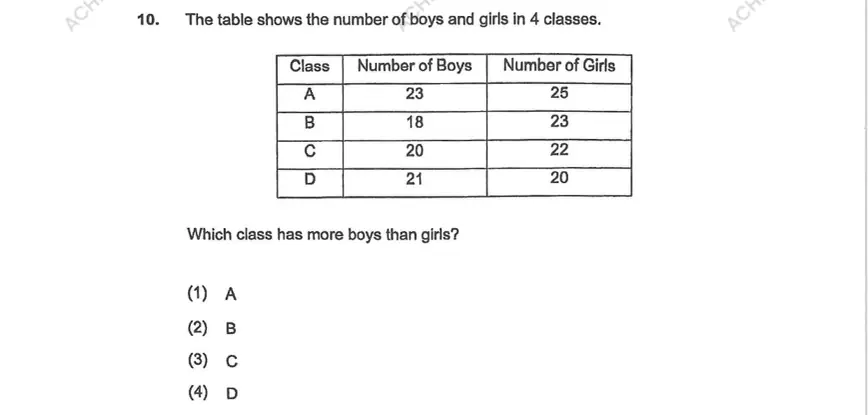 10. The table shows the number of boys and girls in 4 classes.
Class Number of Boys Number of Girls
A 23 25
B 18 23
C 20 22
D 21 20
Which class has more boys than girls?
(1) A
(2) B
(3) C
(4) D